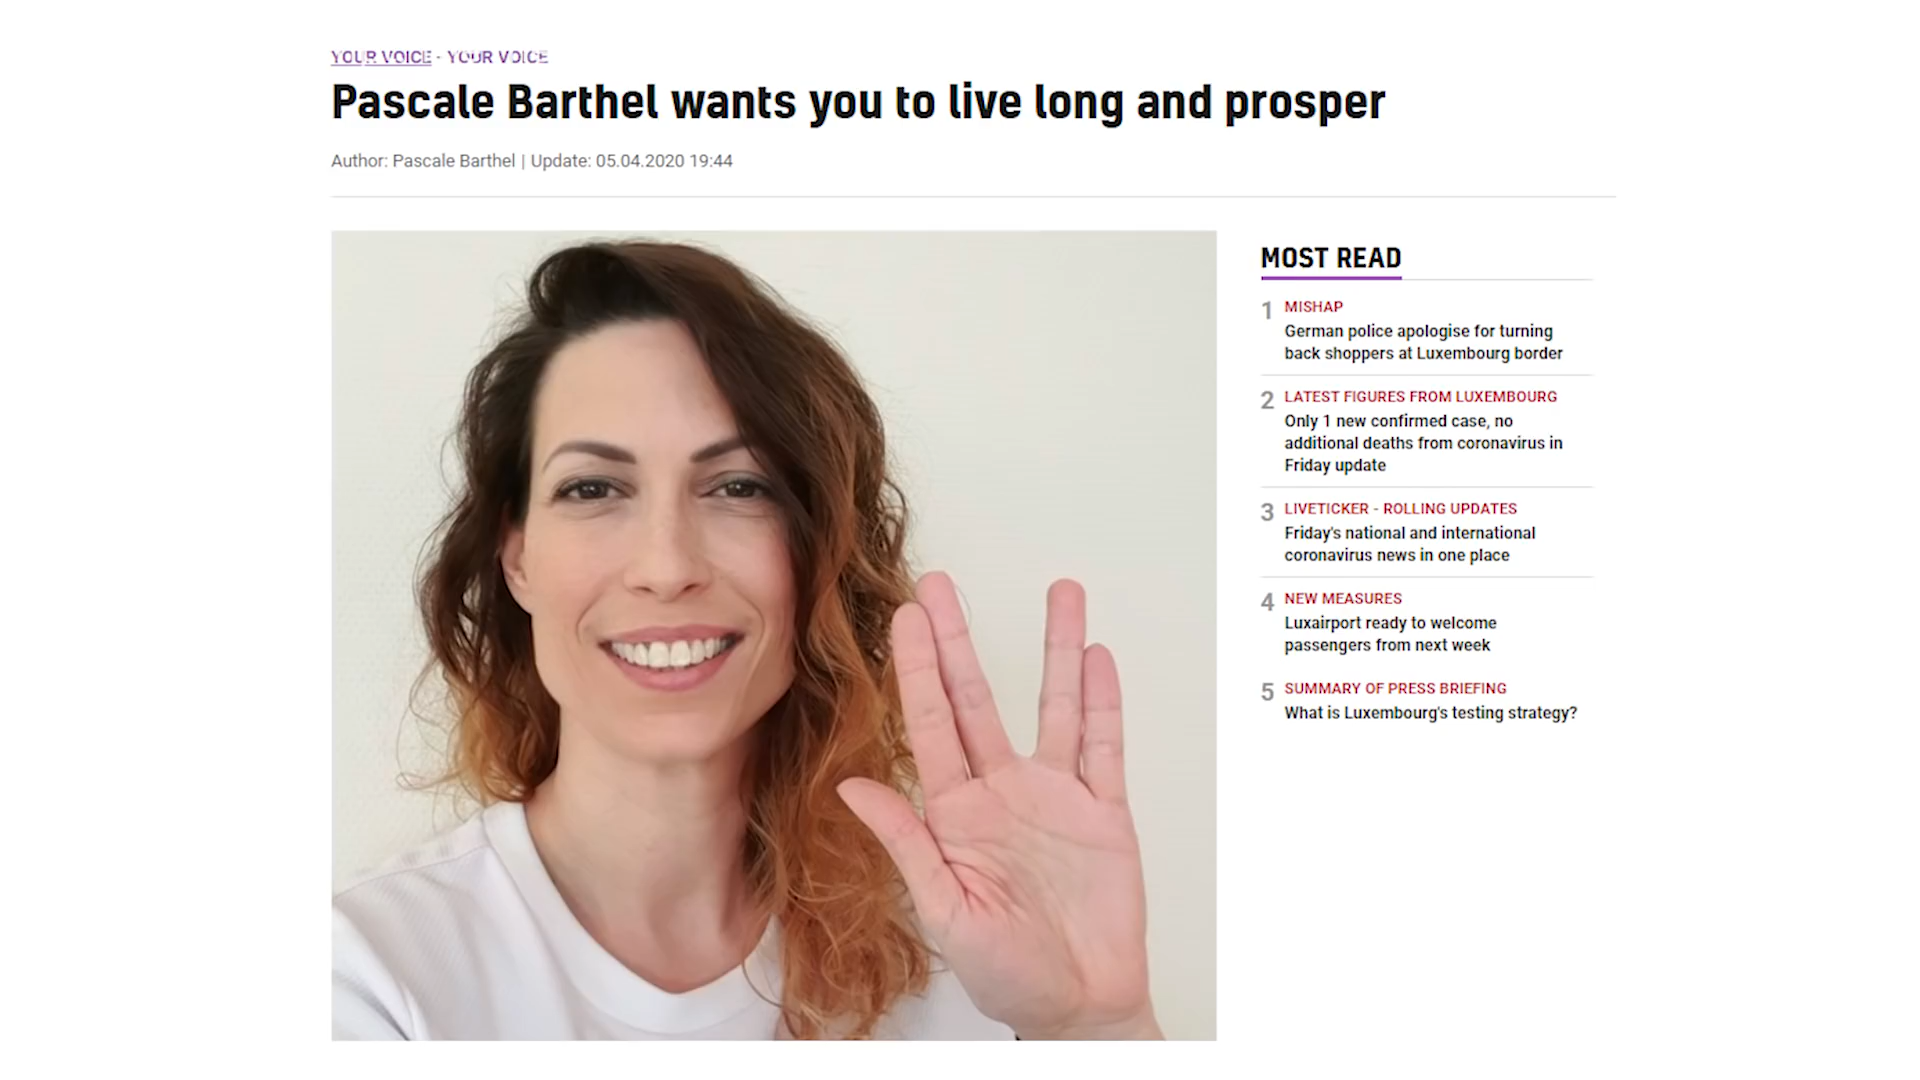 YOUR VOICE - YOUR VOICE
Pascale Barthel wants you to live long and prosper
Author: Pascale Barthel | Update: 05.04.2020 19:44
MOST READ
1 MISHAP
German police apologise for turning
back shoppers at Luxembourg border
2 LATEST FIGURES FROM LUXEMBOURG
Only 1 new confirmed case, no
additional deaths from coronavirus in
Friday update
3 LIVETICKER - ROLLING UPDATES
Friday's national and international
coronavirus news in one place
4 NEW MEASURES
Luxairport ready to welcome
passengers from next week
5 SUMMARY OF PRESS BRIEFING
What is Luxembourg's testing strategy?